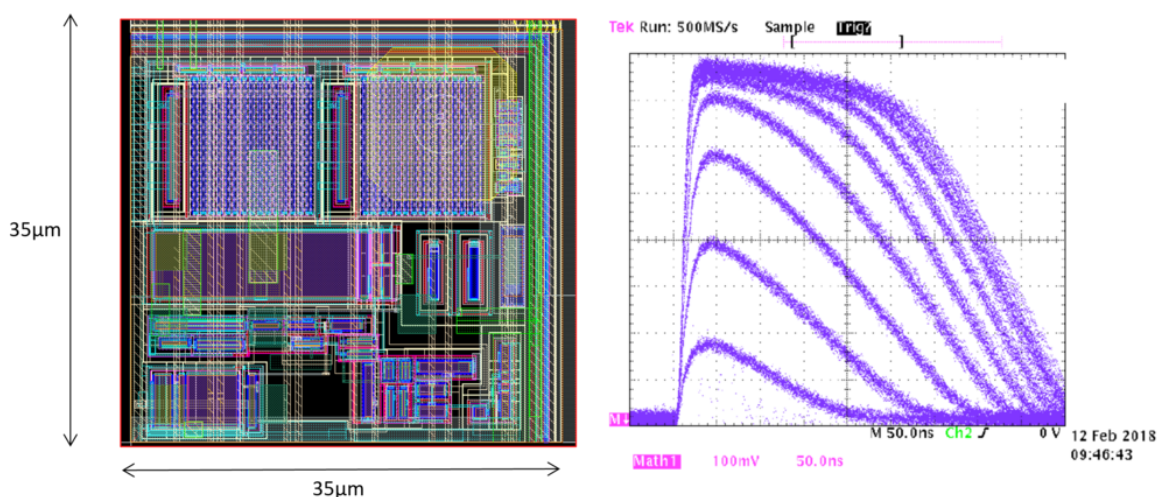 35µm
35µm
Tek Run: 500MS/s Sample Trig?
M 50.0ns Ch2 0 V
Math1 100mV 50.0ns
12 Feb 2018
09:46:43